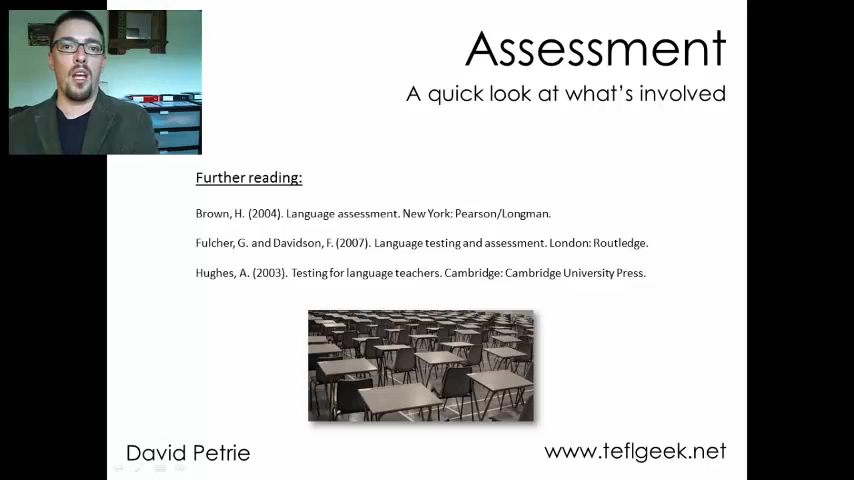 Assessment
A quick look at what's involved
Further reading:
Brown, H. (2004). Language assessment. New York: Pearson/Longman.
Fulcher, G. and Davidson, F. (2007). Language testing and assessment. London: Routledge.
Hughes, A. (2003). Testing for language teachers. Cambridge: Cambridge University Press.
David Petrie
www.teflgeek.net